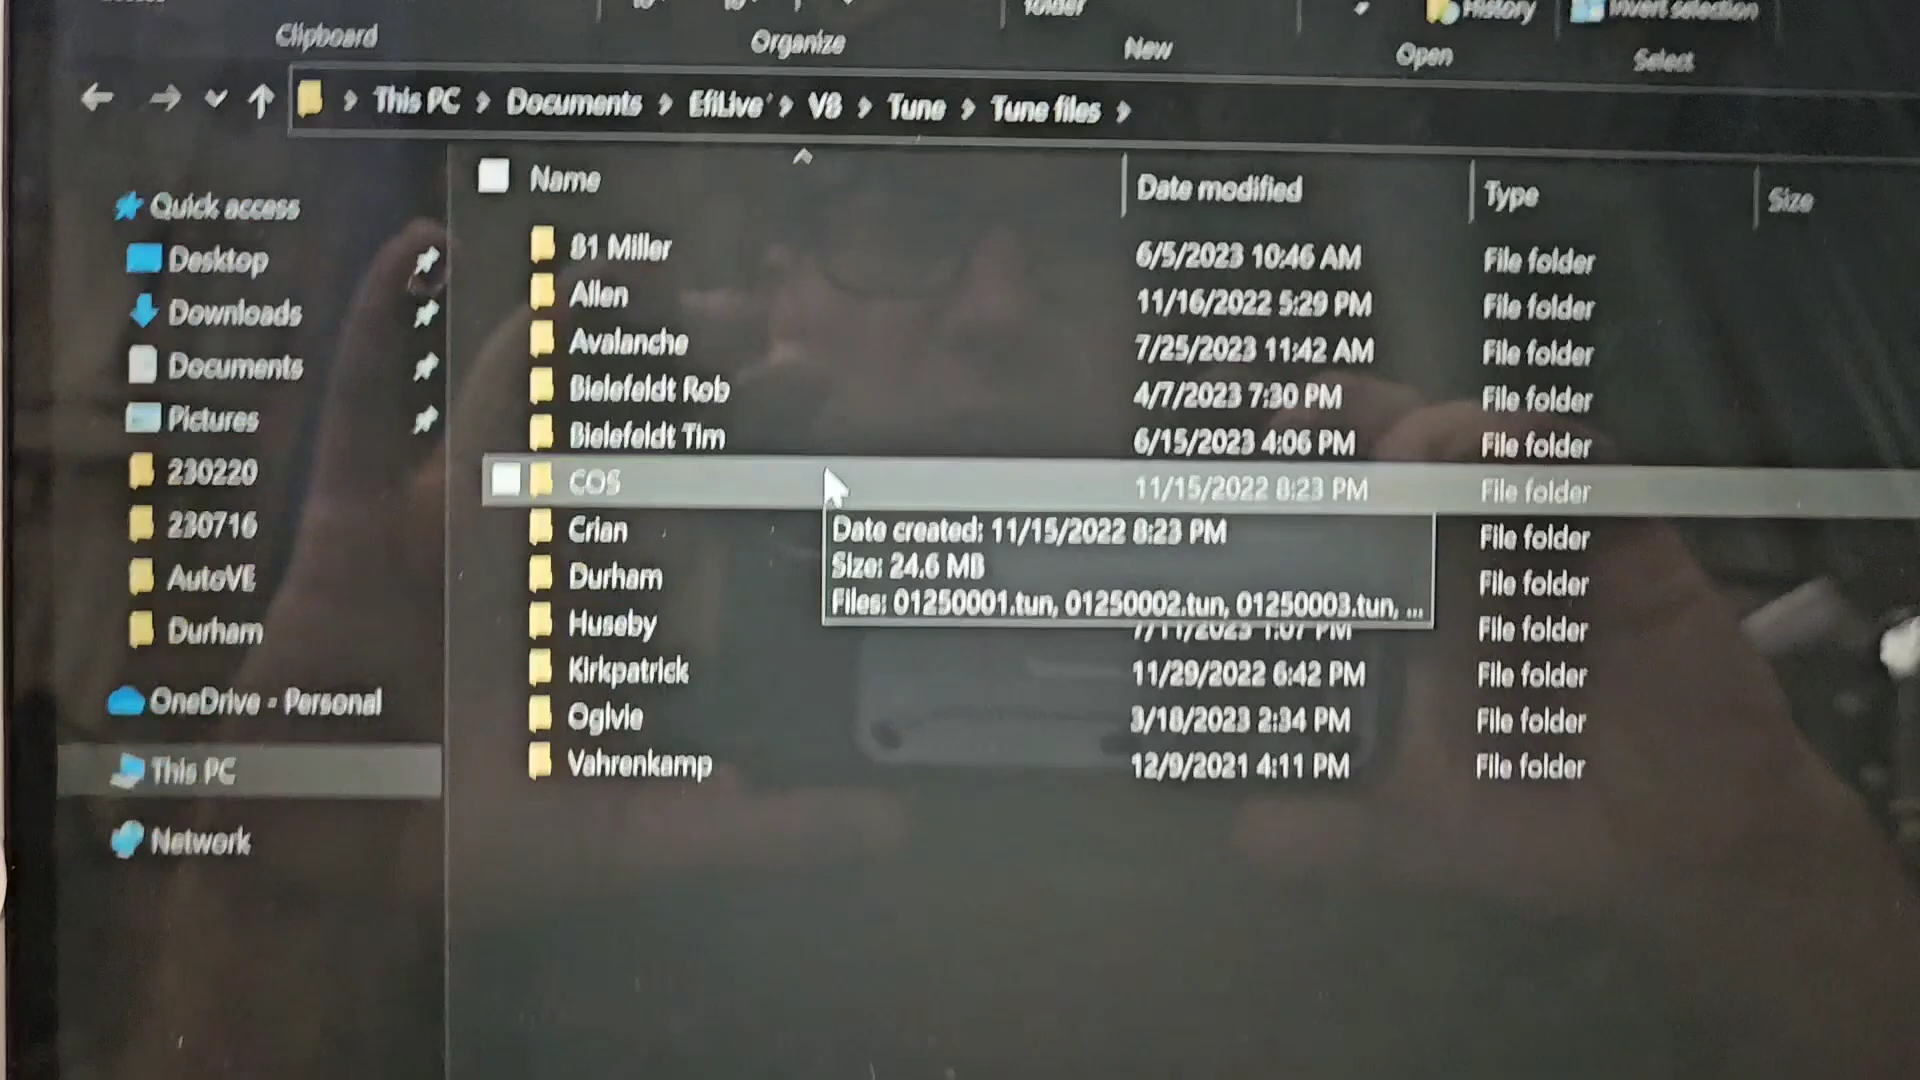 folder
History
Invert selection
Clipboard
Organize
New
Open
Select
This PC > Documents > EfiLive > V8 > Tune > Tune files >
Name
Date modified
Type
Size
Quick access
Desktop
Downloads
Documents
Pictures
230220
230716
AutoVE
Durham
OneDrive - Personal
This PC
Network
81 Miller 6/5/2023 10:46 AM File folder
Allen 11/16/2022 5:29 PM File folder
Avalanche 7/25/2023 11:42 AM File folder
Bielefeldt Rob 4/7/2023 7:30 PM File folder
Bielefeldt Tim 6/15/2023 4:06 PM File folder
COS 11/15/2022 8:23 PM File folder
Crian File folder
Durham File folder
Huseby 7/11/2023 1:07 PM File folder
Kirkpatrick 11/29/2022 6:42 PM File folder
Oglvie 3/18/2023 2:34 PM File folder
Vahrenkamp 12/9/2021 4:11 PM File folder
Date created: 11/15/2022 8:23 PM
Size: 24.6 MB
Files: 01250001.tun, 01250002.tun, 01250003.tun, ...